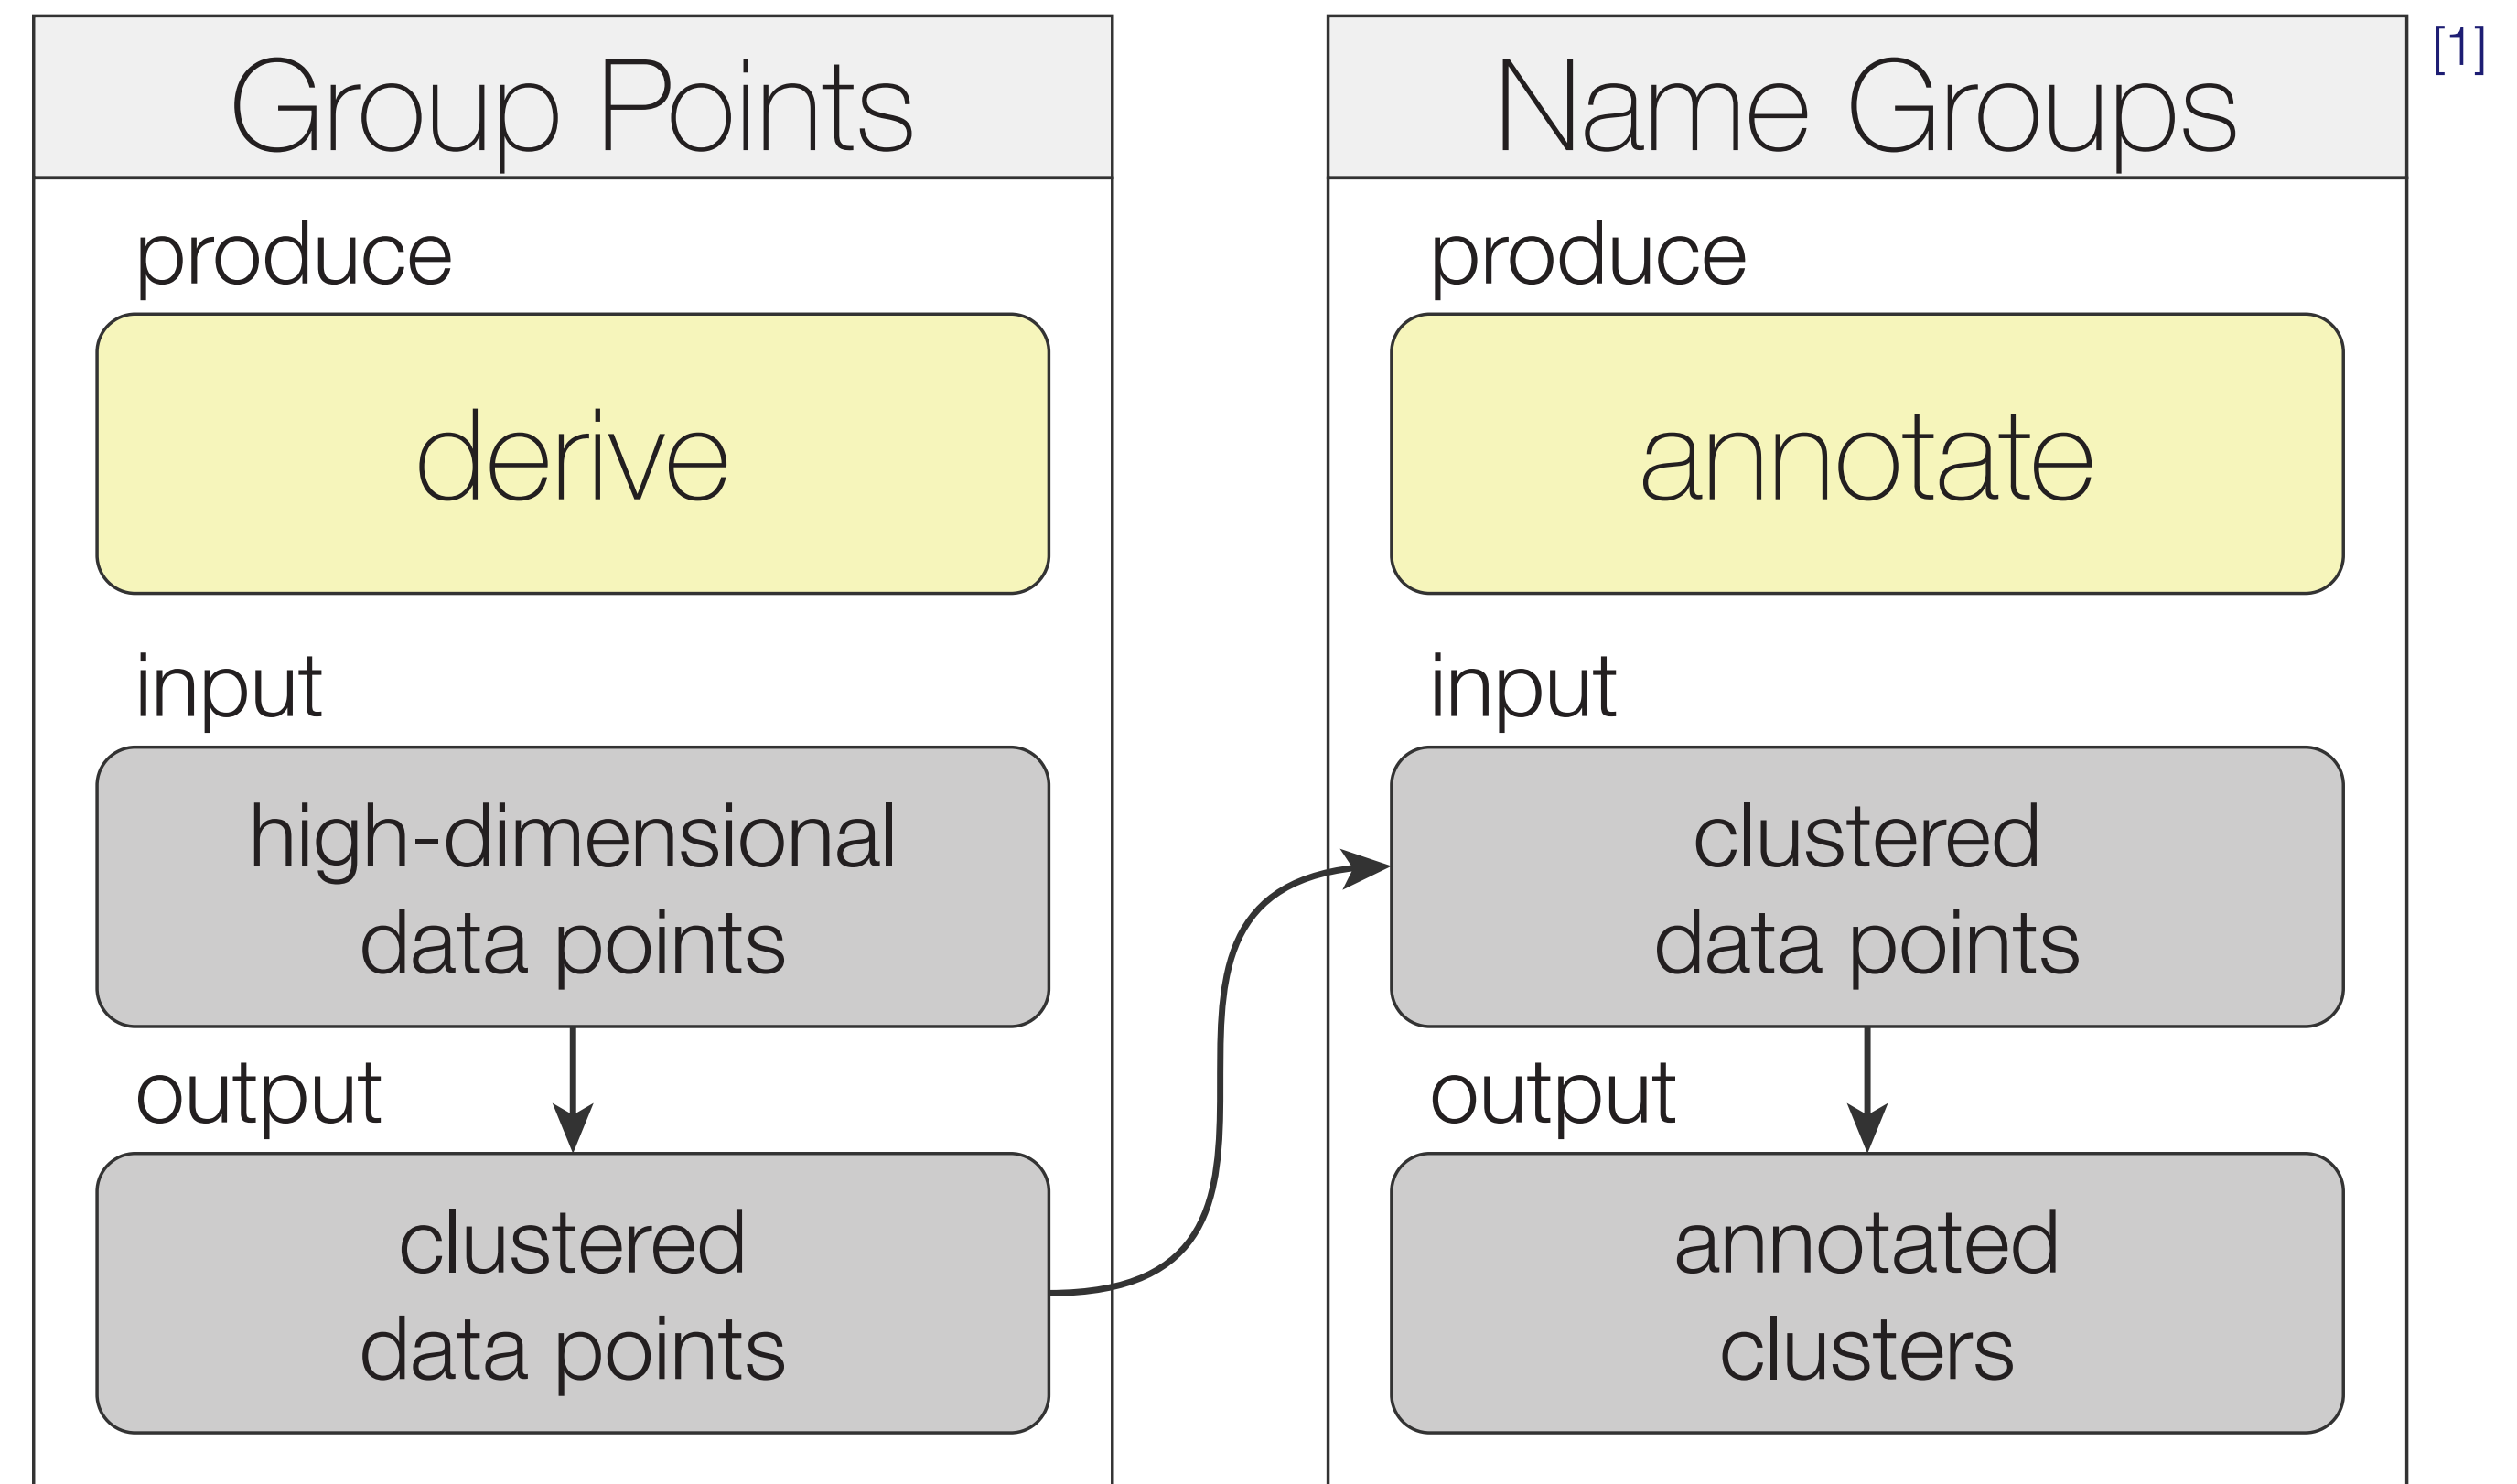 Group Points
produce
derive
input
high-dimensional
data points
output
clustered
data points
Name Groups
produce
annotate
input
clustered
data points
output
annotated
clusters
[1]